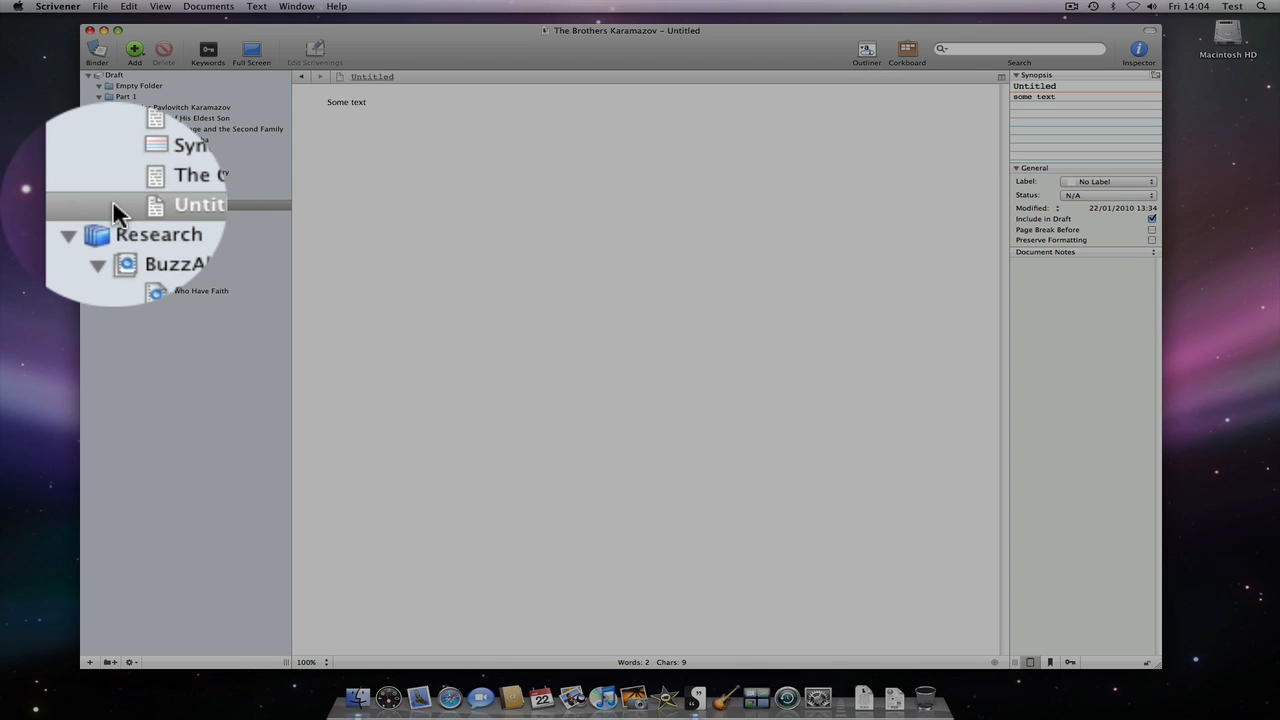 Scrivener File Edit View Documents Text Window Help Fri 14:04 Test
The Brothers Karamazov – Untitled
Binder Add Delete Keywords Full Screen Edit Scrivenings Outliner Corkboard Search Inspector
Macintosh HD
Draft
Empty Folder
Part 1
Pavlovitch Karamazov
of His Eldest Son
and the Second Family
Syn
The
Untit
Research
BuzzA
Who Have Faith
Untitled
Some text
Synopsis
Untitled
some text
General
Label: No Label
Status: N/A
Modified: 22/01/2010 13:34
Include in Draft
Page Break Before
Preserve Formatting
Document Notes
100%
Words: 2 Chars: 9
22